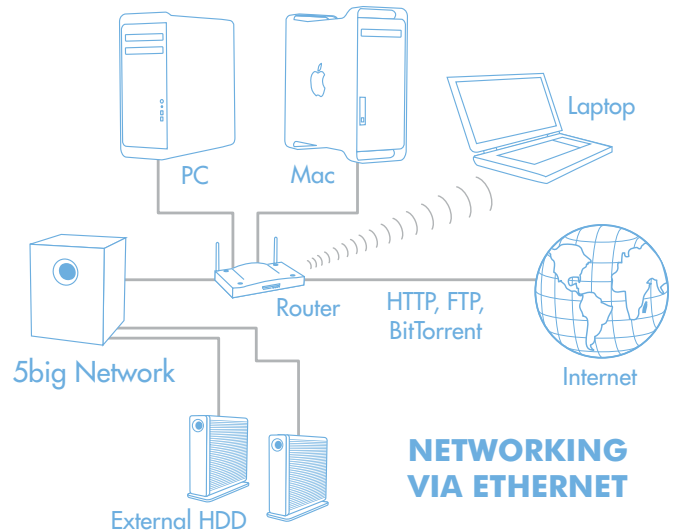 PC
Mac
Laptop
Router
HTTP, FTP,
BitTorrent
5big Network
Internet
External HDD
NETWORKING
VIA ETHERNET